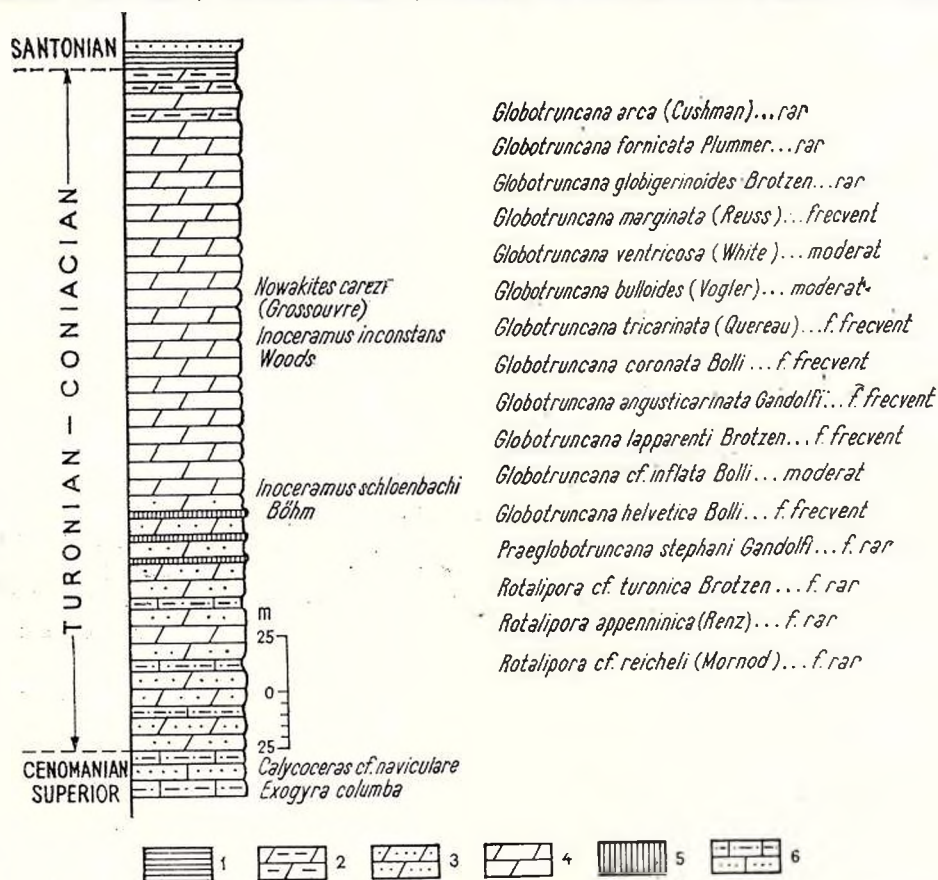 SANTONIAN
TURONIAN – CONIACIAN
Nowakites carezi
(Grossouvre)
Inoceramus inconstans
Woods
Inoceramus schloenbachi
Böhm
m
25
0
25
CENOMANIAN
SUPERIOR
Calycoceras cf. naviculare
Exogyra columba
Globotruncana arca (Cushman)... rar
Globotruncana fornicata Plummer... rar
Globotruncana globigerinoides Brotzen... rar
Globotruncana marginata (Reuss)... frecvent
Globotruncana ventricosa (White)... moderat
Globotruncana bulloides (Vogler)... moderat
Globotruncana tricarinata (Quereau)... f. frecvent
Globotruncana coronata Bolli... f. frecvent
Globotruncana angusticarinata Gandolfi... f. frecvent
Globotruncana lapparenti Brotzen... f. frecvent
Globotruncana cf. inflata Bolli... moderat
Globotruncana helvetica Bolli... f. frecvent
Praeglobotruncana stephani Gandolfi... f. rar
Rotalipora cf. turonica Brotzen... f. rar
Rotalipora appenninica (Renz)... f. rar
Rotalipora cf. reicheli (Mornod)... f. rar
1 2 3 4 5 6